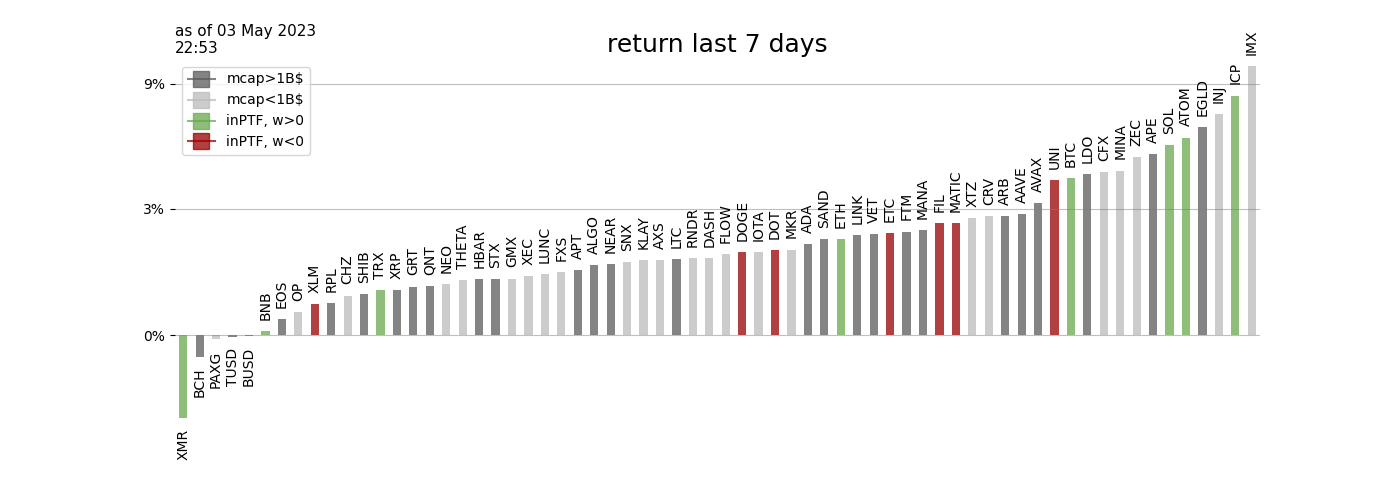 as of 03 May 2023
22:53
return last 7 days
mcap>1B$
mcap<1B$
inPTF, w>0
inPTF, w<0
9%
3%
0%
XMR
BCH
PAXG
TUSD
BUSD
BNB
EOS
OP
XLM
RPL
CHZ
SHIB
TRX
XRP
GRT
QNT
NEO
THETA
HBAR
STX
GMX
XEC
LUNC
FXS
APT
ALGO
NEAR
SNX
KLAY
AXS
LTC
RNDR
DASH
FLOW
DOGE
IOTA
DOT
MKR
ADA
SAND
ETH
LINK
VET
ETC
FTM
MANA
FIL
MATIC
XTZ
CRV
ARB
AAVE
AVAX
UNI
BTC
LDO
CFX
MINA
ZEC
APE
SOL
ATOM
EGLD
INJ
ICP
IMX